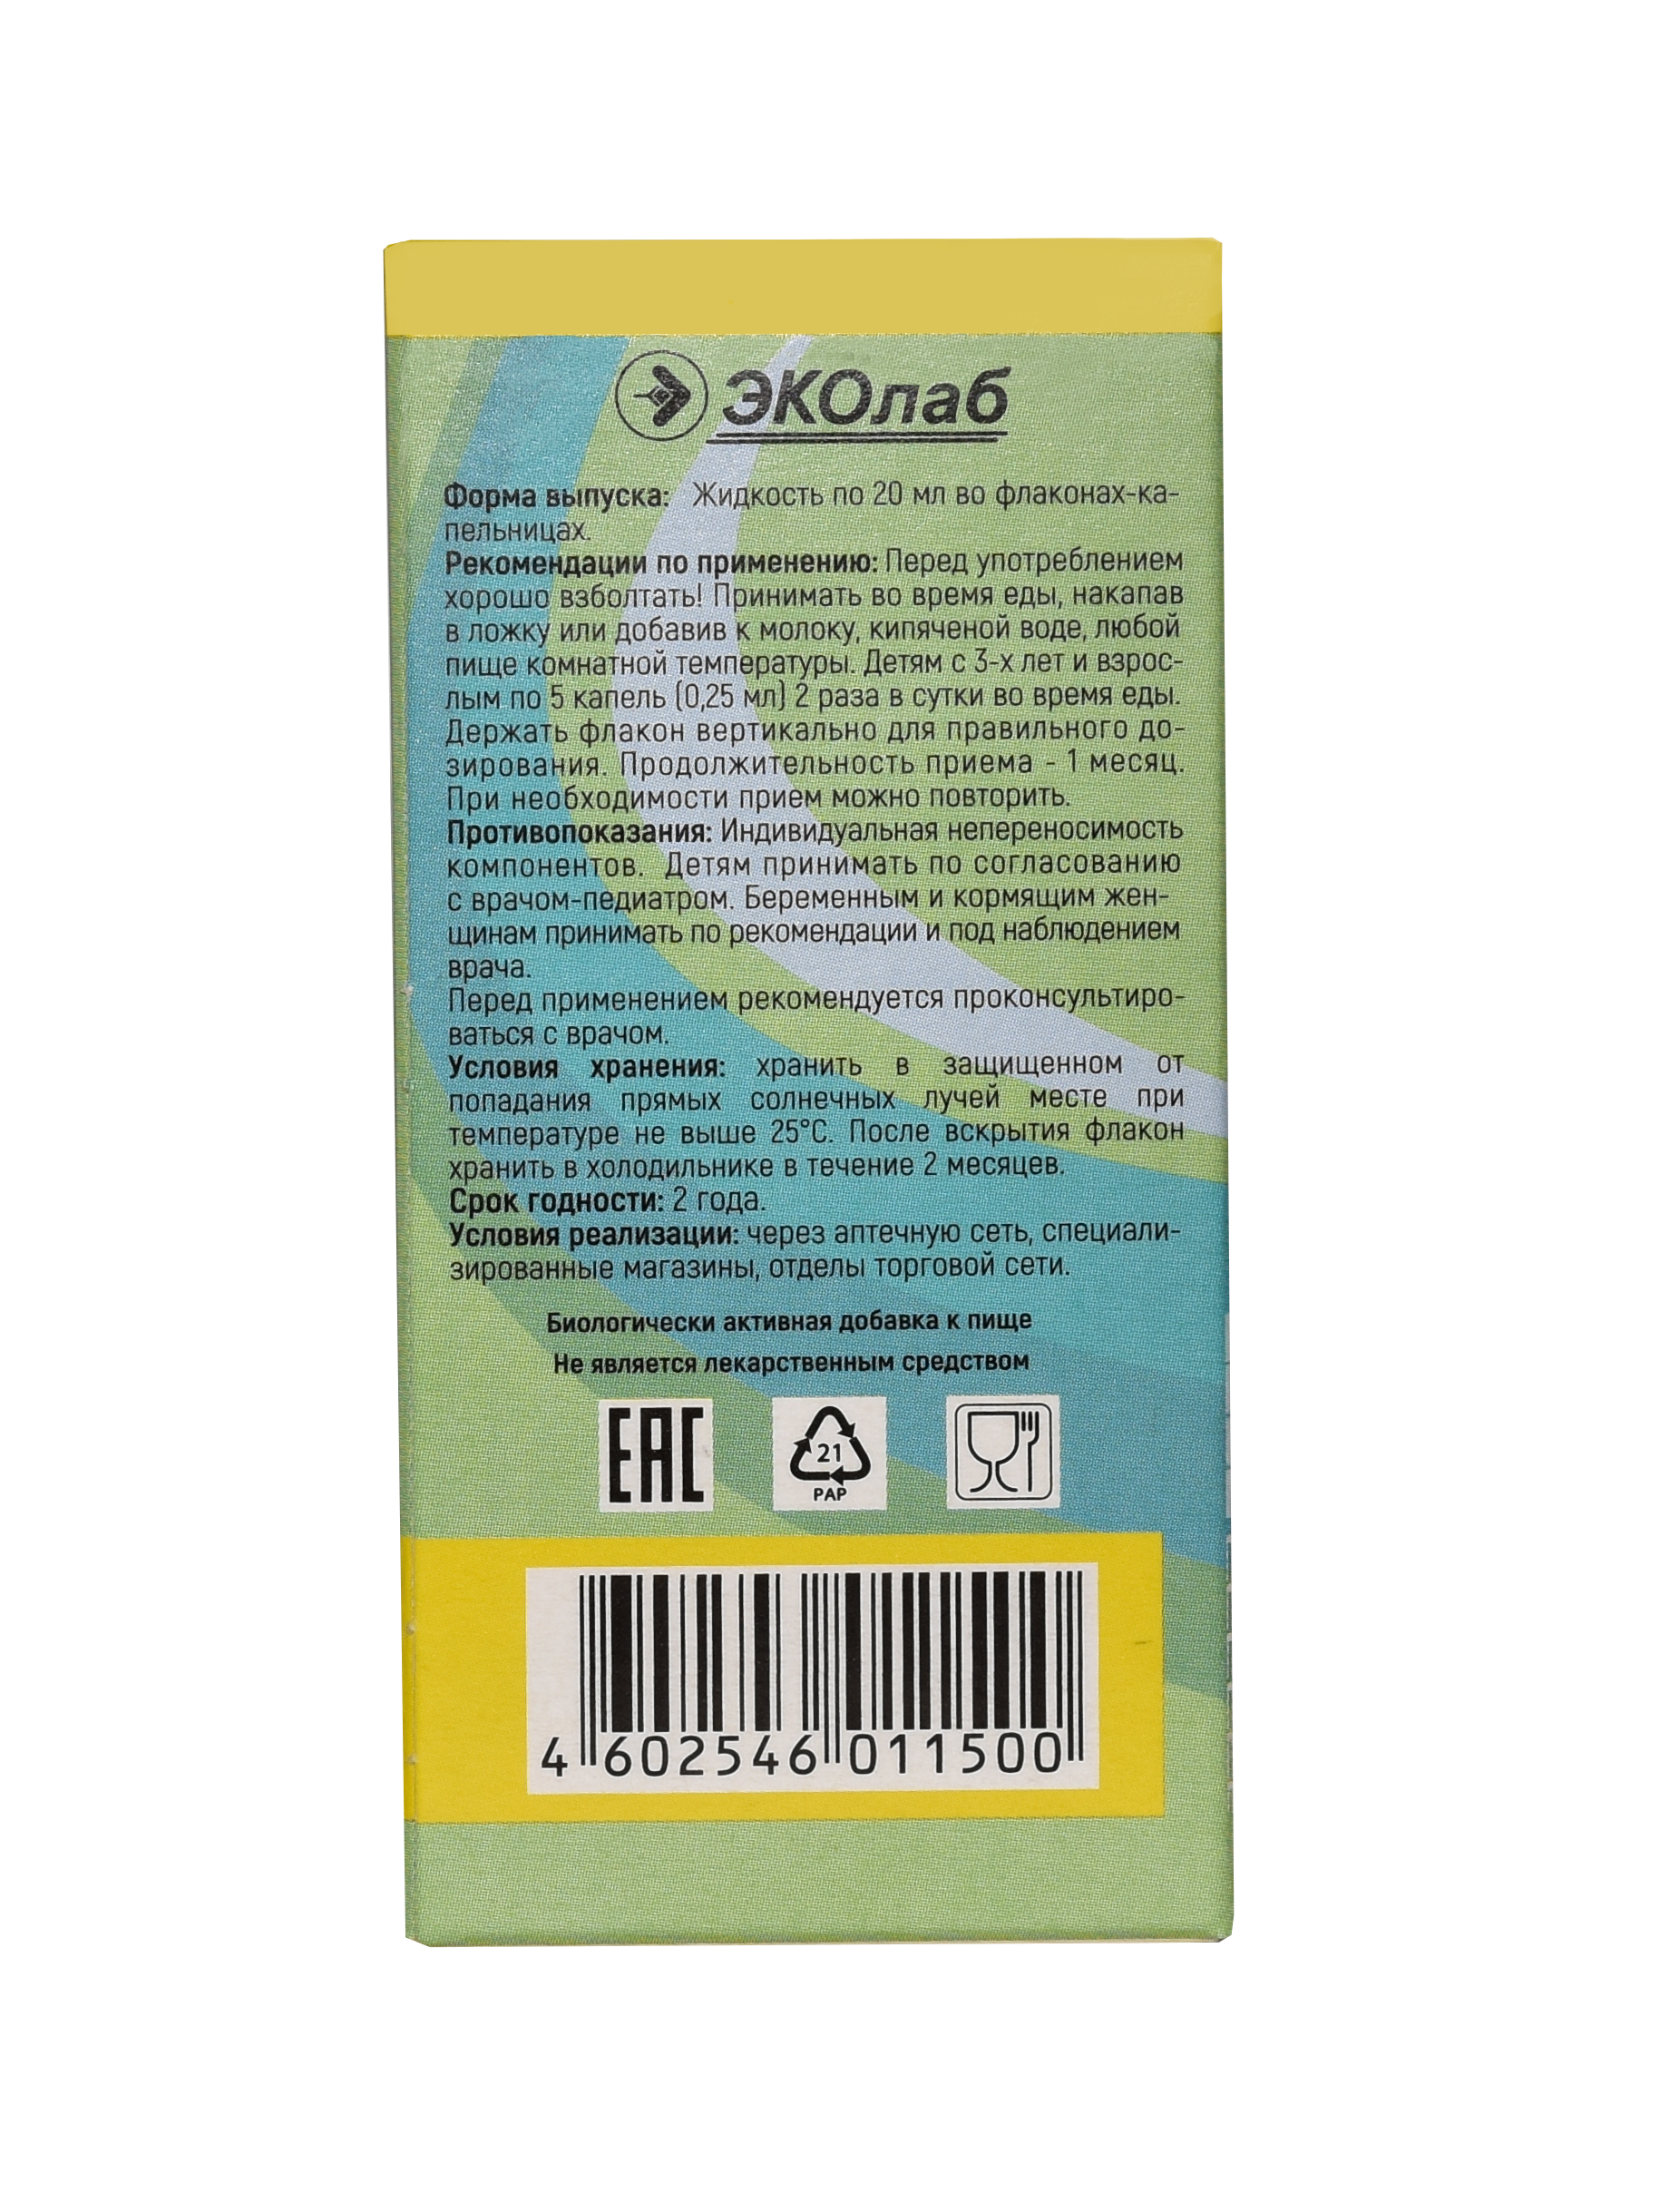 ЭКОлаб
Форма выпуска: Жидкость по 20 мл во флаконах-ка-
пельницах.
Рекомендации по применению: Перед употреблением
хорошо взболтать! Принимать во время еды, накапав
в ложку или добавив к молоку, кипяченой воде, любой
пище комнатной температуры. Детям с 3-х лет и взрос-
лым по 5 капель (0,25 мл) 2 раза в сутки во время еды.
Держать флакон вертикально для правильного до-
зирования. Продолжительность приема - 1 месяц.
При необходимости прием можно повторить.
Противопоказания: Индивидуальная непереносимость
компонентов. Детям принимать по согласованию
с врачом-педиатром. Беременным и кормящим жен-
щинам принимать по рекомендации и под наблюдением
врача.
Перед применением рекомендуется проконсультиро-
ваться с врачом.
Условия хранения: хранить в защищенном от
попадания прямых солнечных лучей месте при
температуре не выше 25°С. После вскрытия флакон
хранить в холодильнике в течение 2 месяцев.
Срок годности: 2 года.
Условия реализации: через аптечную сеть, специали-
зированные магазины, отделы торговой сети.
Биологически активная добавка к пище
Не является лекарственным средством
ЕАС
21
PAP
4 602546 011500